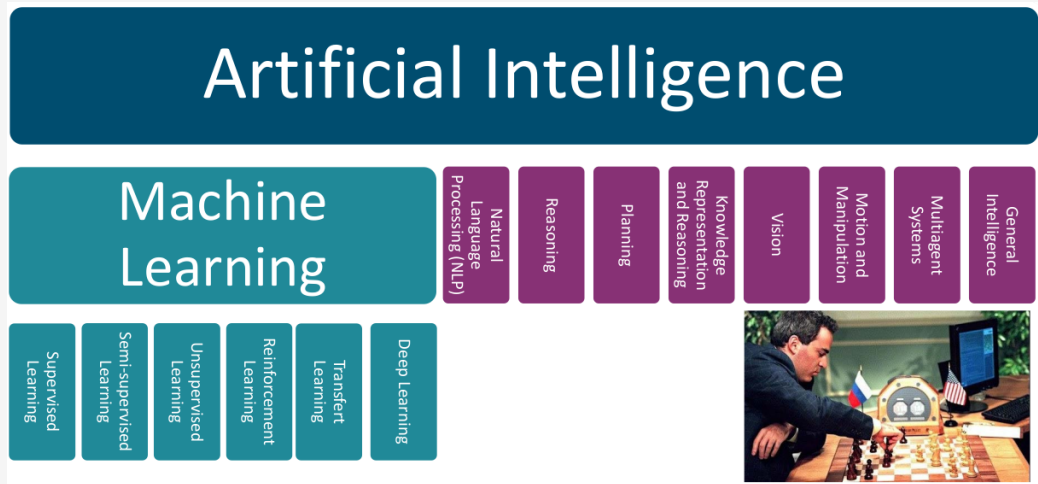 Artificial Intelligence
Machine
Learning
Natural
Language
Processing (NLP)
Reasoning
Planning
Knowledge
Representation
and Reasoning
Vision
Motion and
Manipulation
Multiagent
Systems
General
Intelligence
Supervised
Learning
Semi-supervised
Learning
Unsupervised
Learning
Reinforcement
Learning
Transfert
Learning
Deep Learning